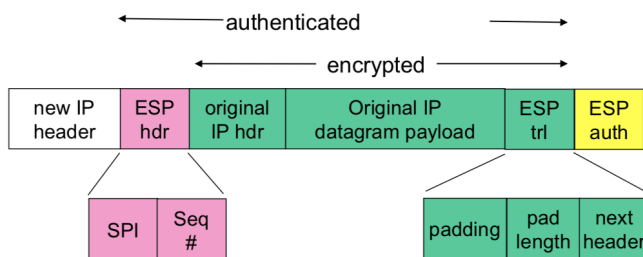 authenticated
encrypted
new IP
header
ESP
hdr
original
IP hdr
Original IP
datagram payload
ESP
trl
ESP
auth
SPI
Seq
#
padding
pad
length
next
header